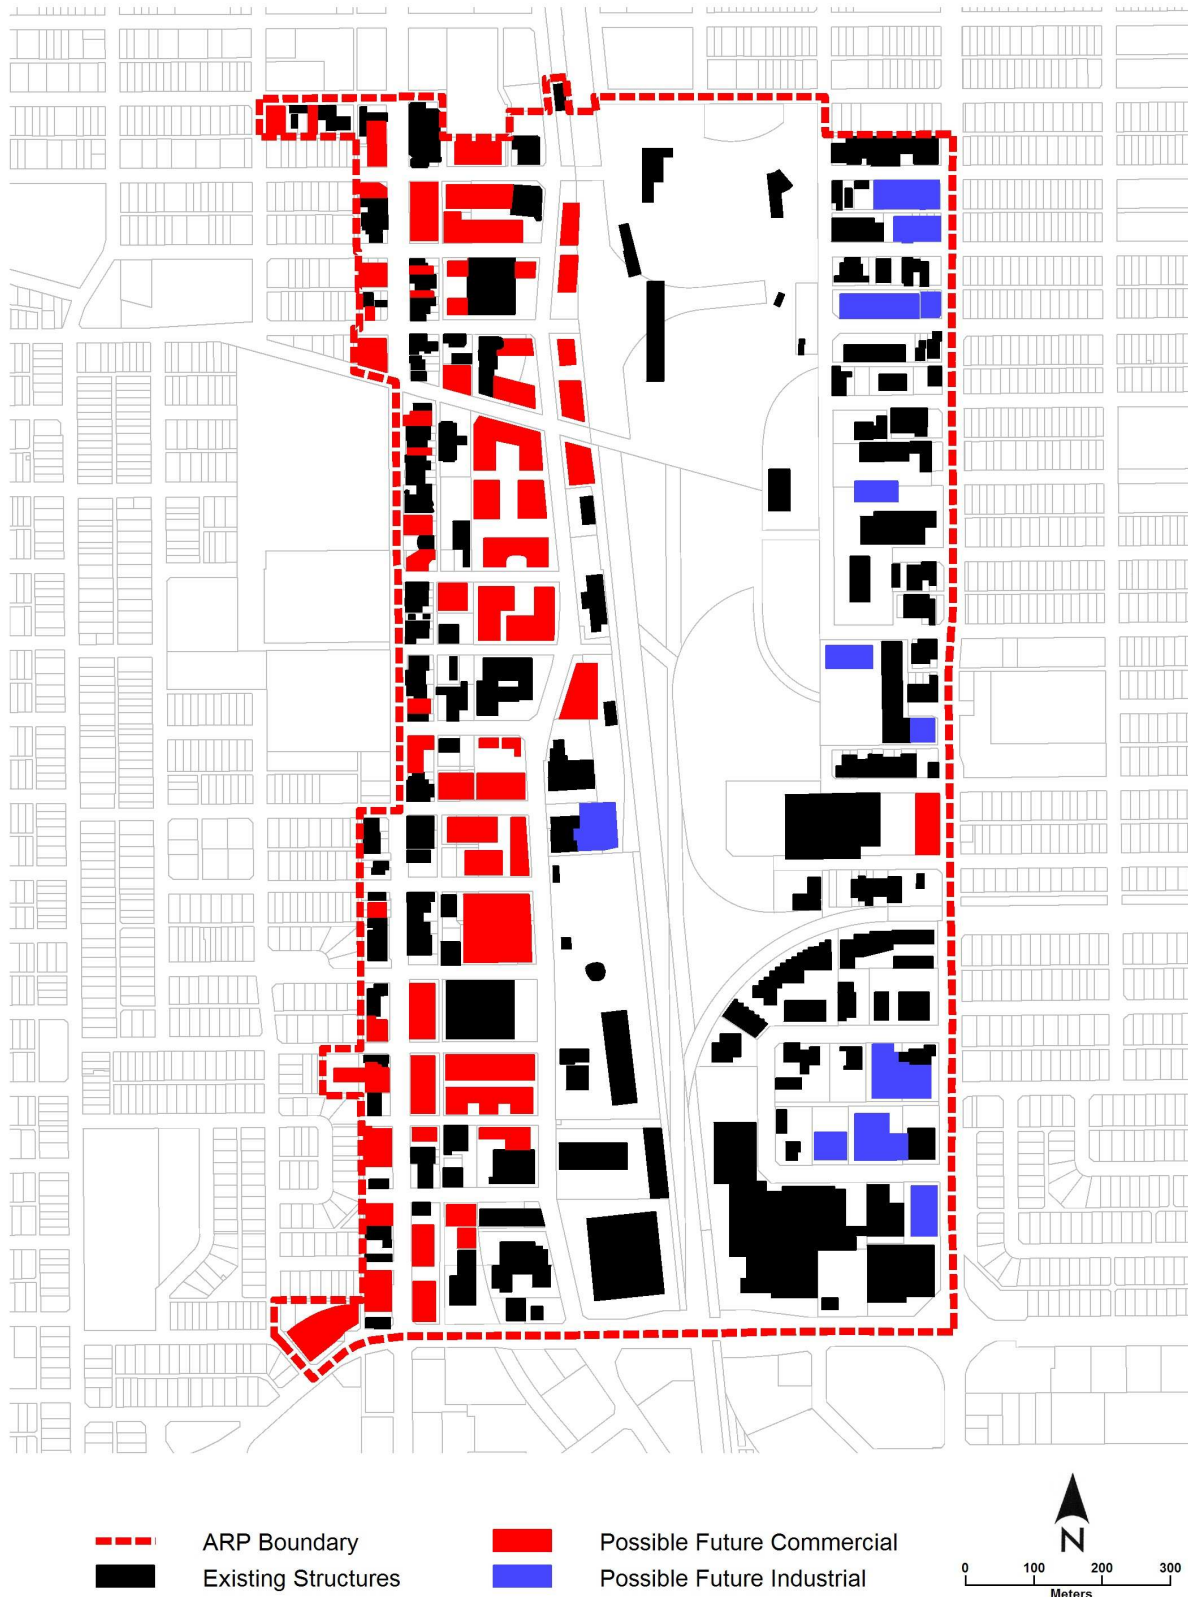 ARP Boundary
Existing Structures
Possible Future Commercial
Possible Future Industrial
N
0 100 200 300
Meters